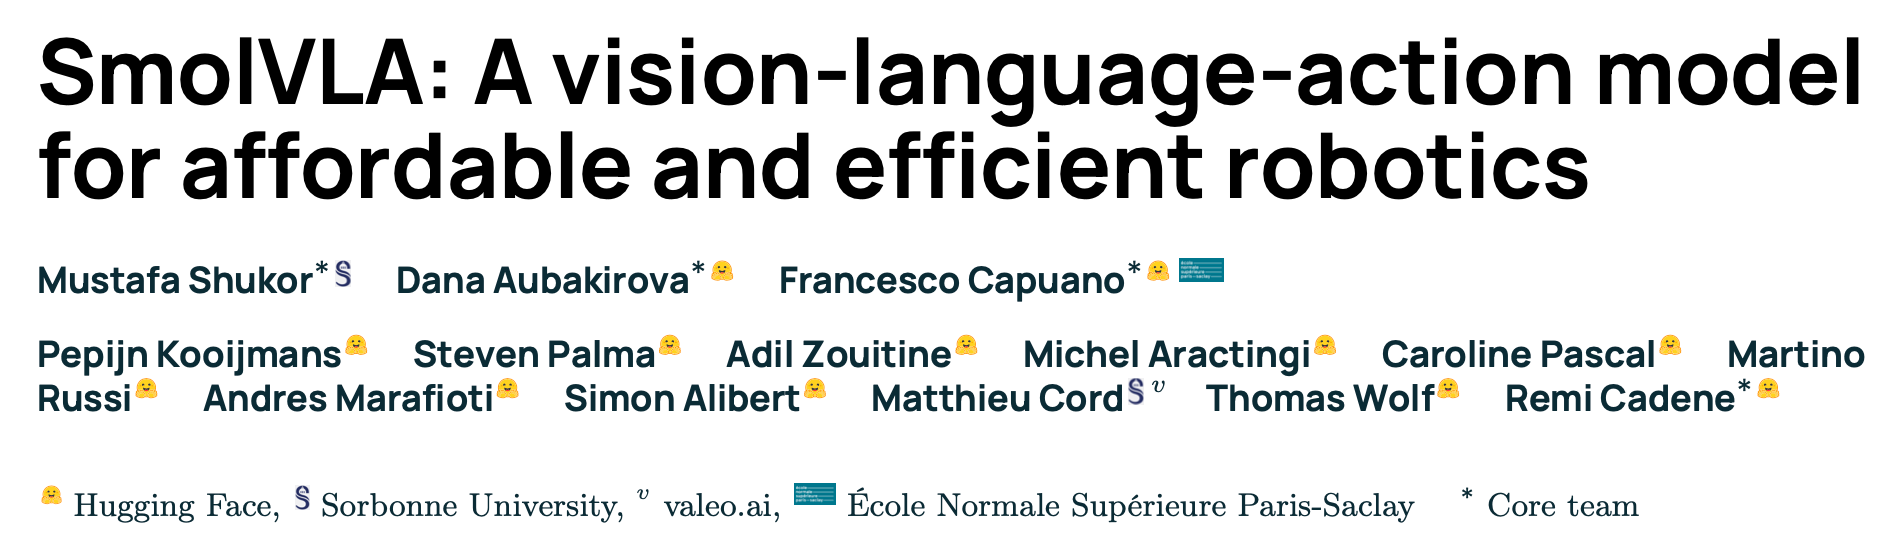 SmolVLA: A vision-language-action model
for affordable and efficient robotics
Mustafa Shukor* Dana Aubakirova* Francesco Capuano*
Pepijn Kooijmans Steven Palma Adil Zouitine Michel Aractingi Caroline Pascal Martino
Russi Andres Marafioti Simon Alibert Matthieu Cord v Thomas Wolf Remi Cadene*
Hugging Face, S Sorbonne University, v valeo.ai, École Normale Supérieure Paris-Saclay * Core team